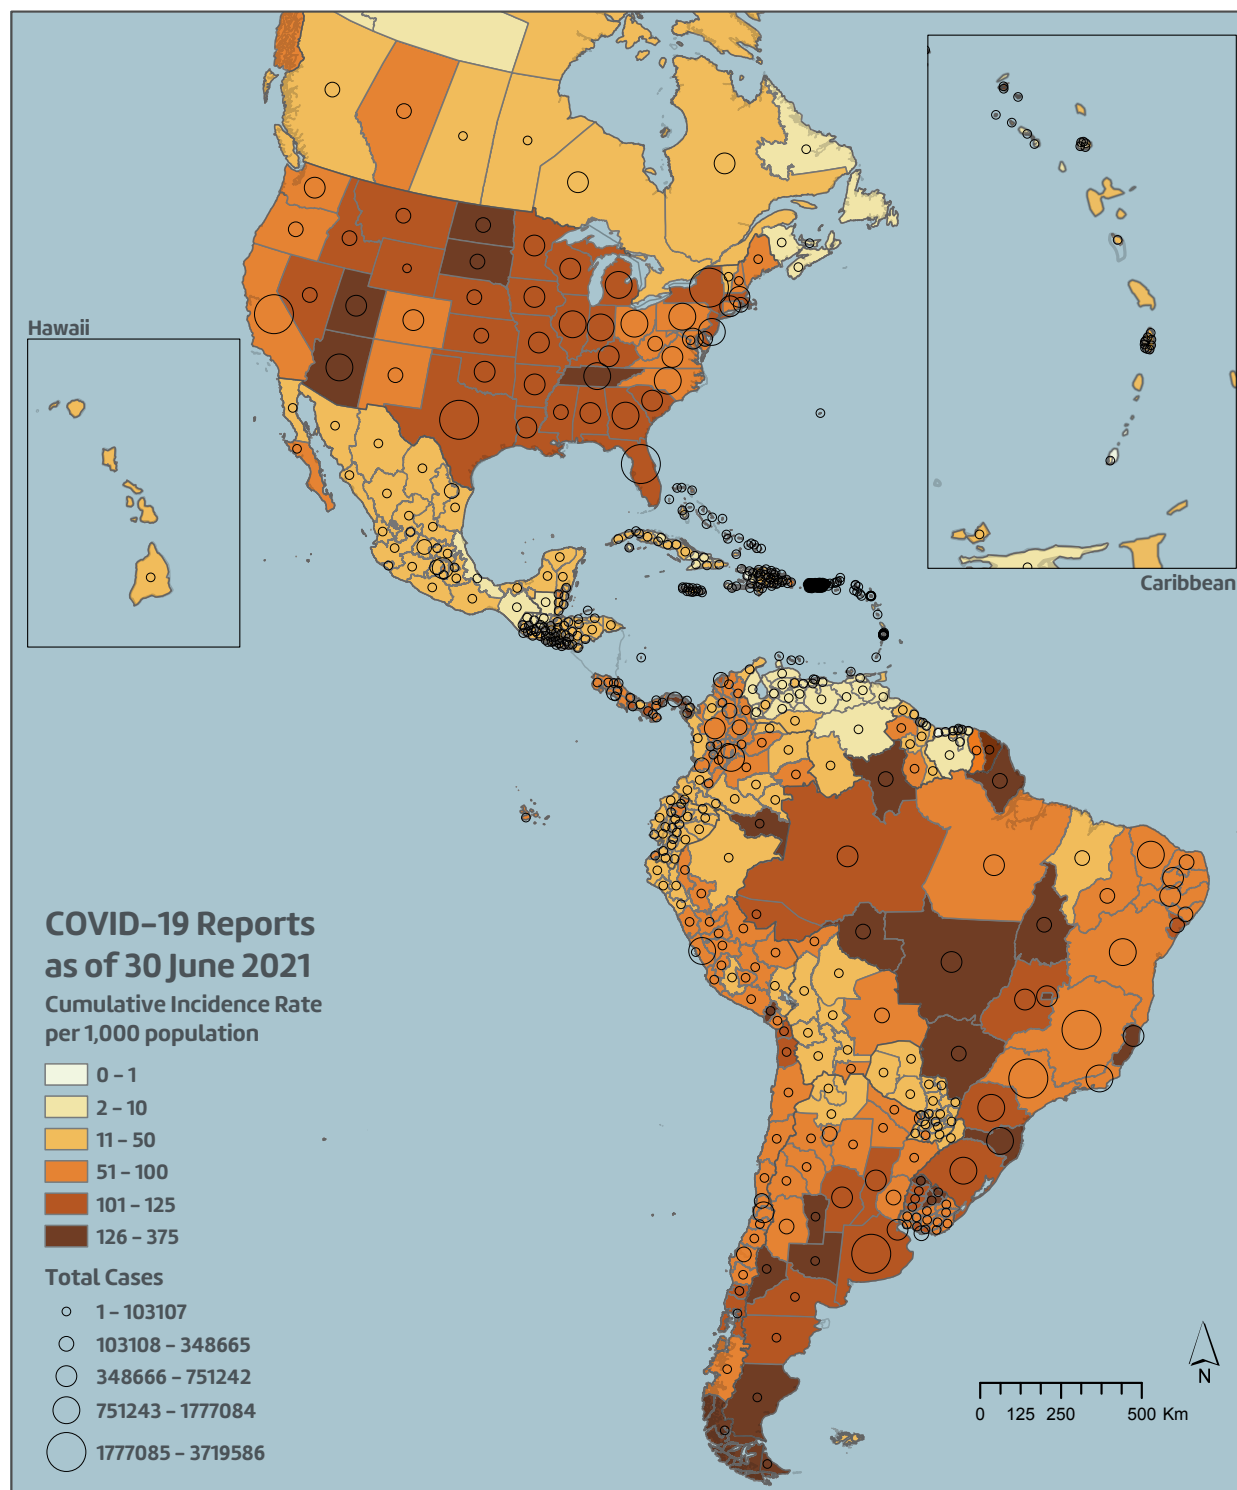 Hawaii
Caribbean
COVID–19 Reports
as of 30 June 2021
Cumulative Incidence Rate
per 1,000 population
0 – 1
2 – 10
11 – 50
51 – 100
101 – 125
126 – 375
Total Cases
1 – 103107
103108 – 348665
348666 – 751242
751243 – 1777084
1777085 – 3719586
N
0 125 250 500 Km